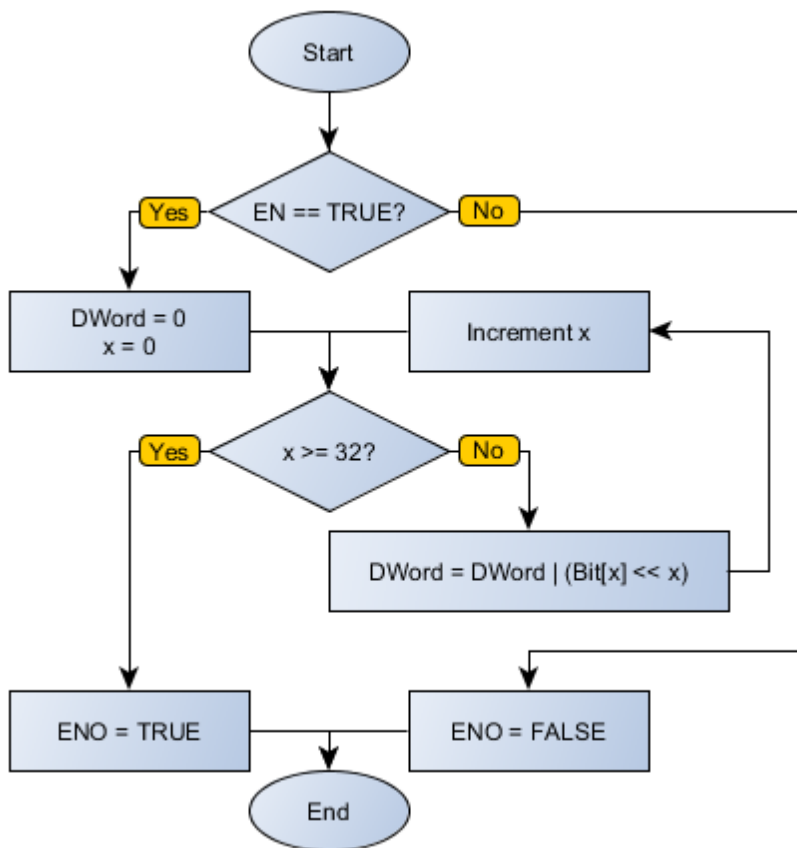 Start
EN == TRUE?
Yes
No
DWord = 0
x = 0
Increment x
x >= 32?
Yes
No
DWord = DWord | (Bit[x] << x)
ENO = TRUE
ENO = FALSE
End